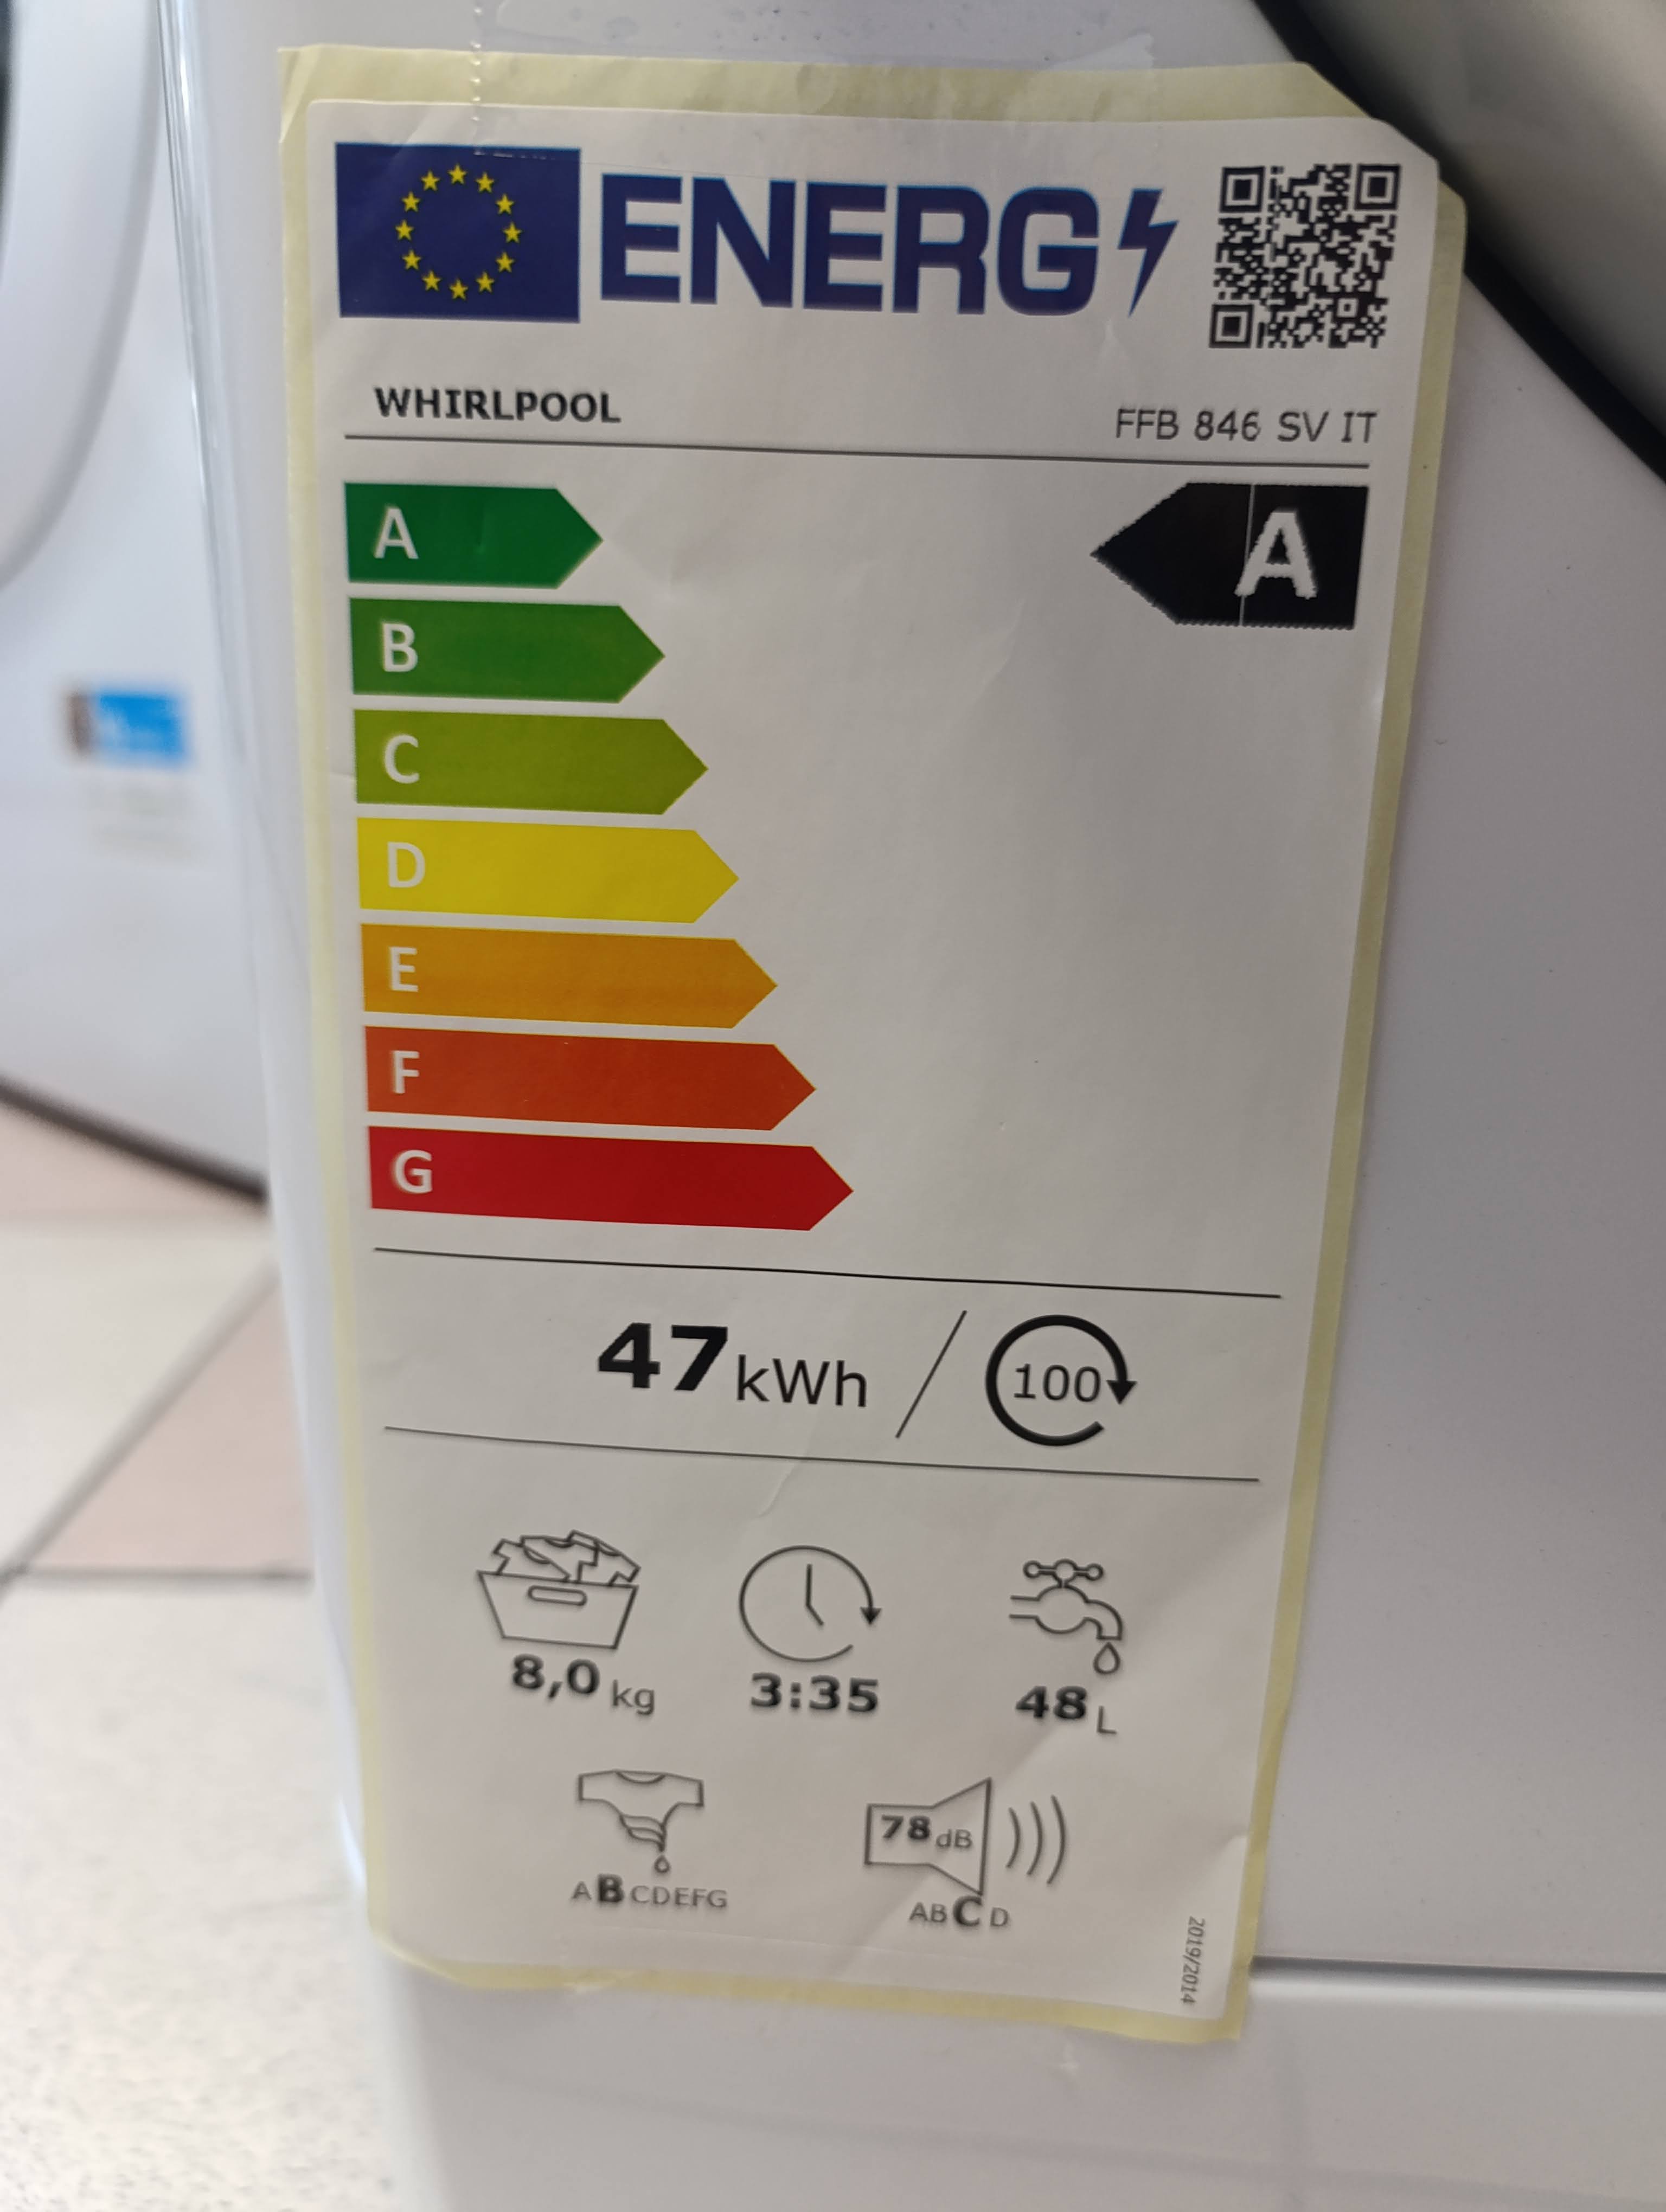 ENERG
WHIRLPOOL
FFB 846 SV IT
A
A
B
C
D
E
F
G
47 kWh / 100
8,0 kg
3:35
48 L
78 dB
ABCDEFG
ABCD
2019/2014